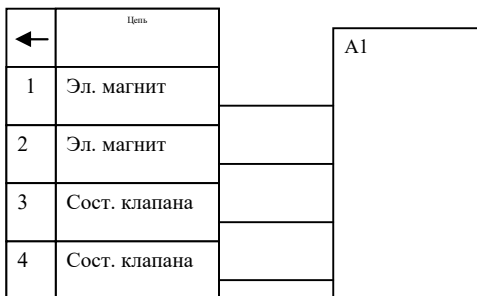 Цепь
A1
1 Эл. магнит
2 Эл. магнит
3 Сост. клапана
4 Сост. клапана